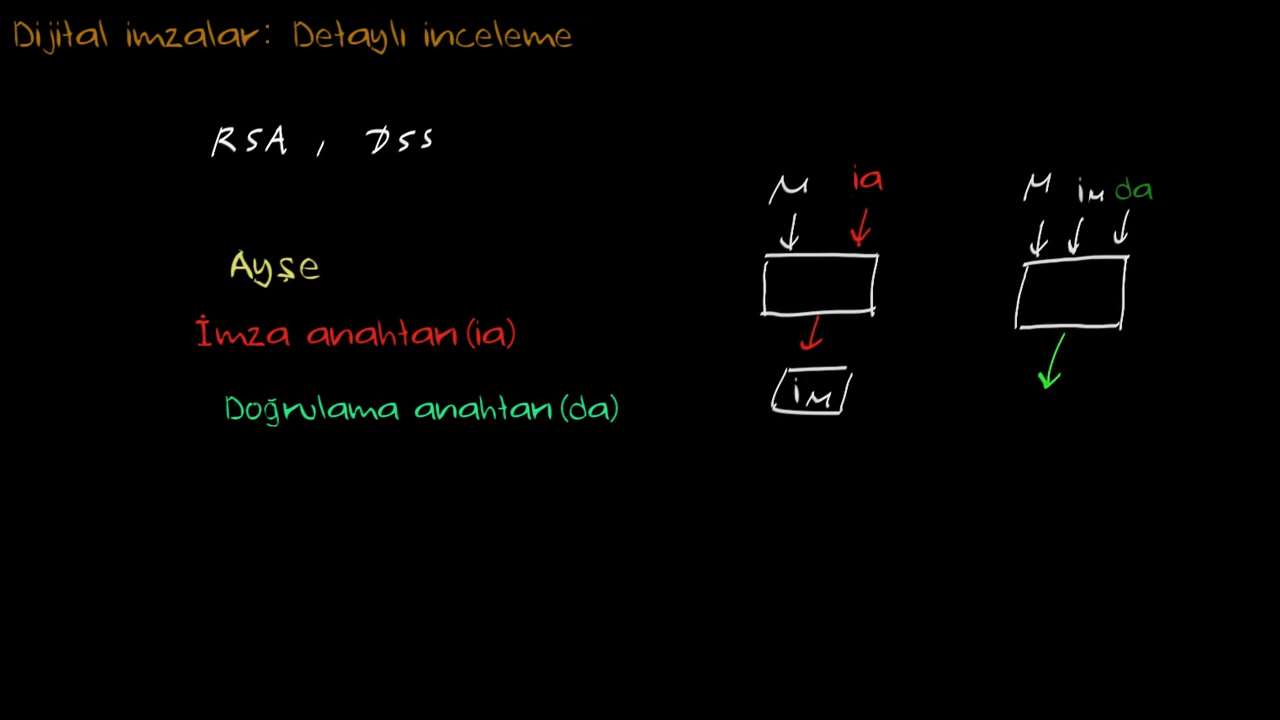 Dijital imzalar: Detaylı inceleme
RSA, DSS
M ia
M iM da
Ayşe
İmza anahtarı (ia)
iM
Doğrulama anahtarı (da)